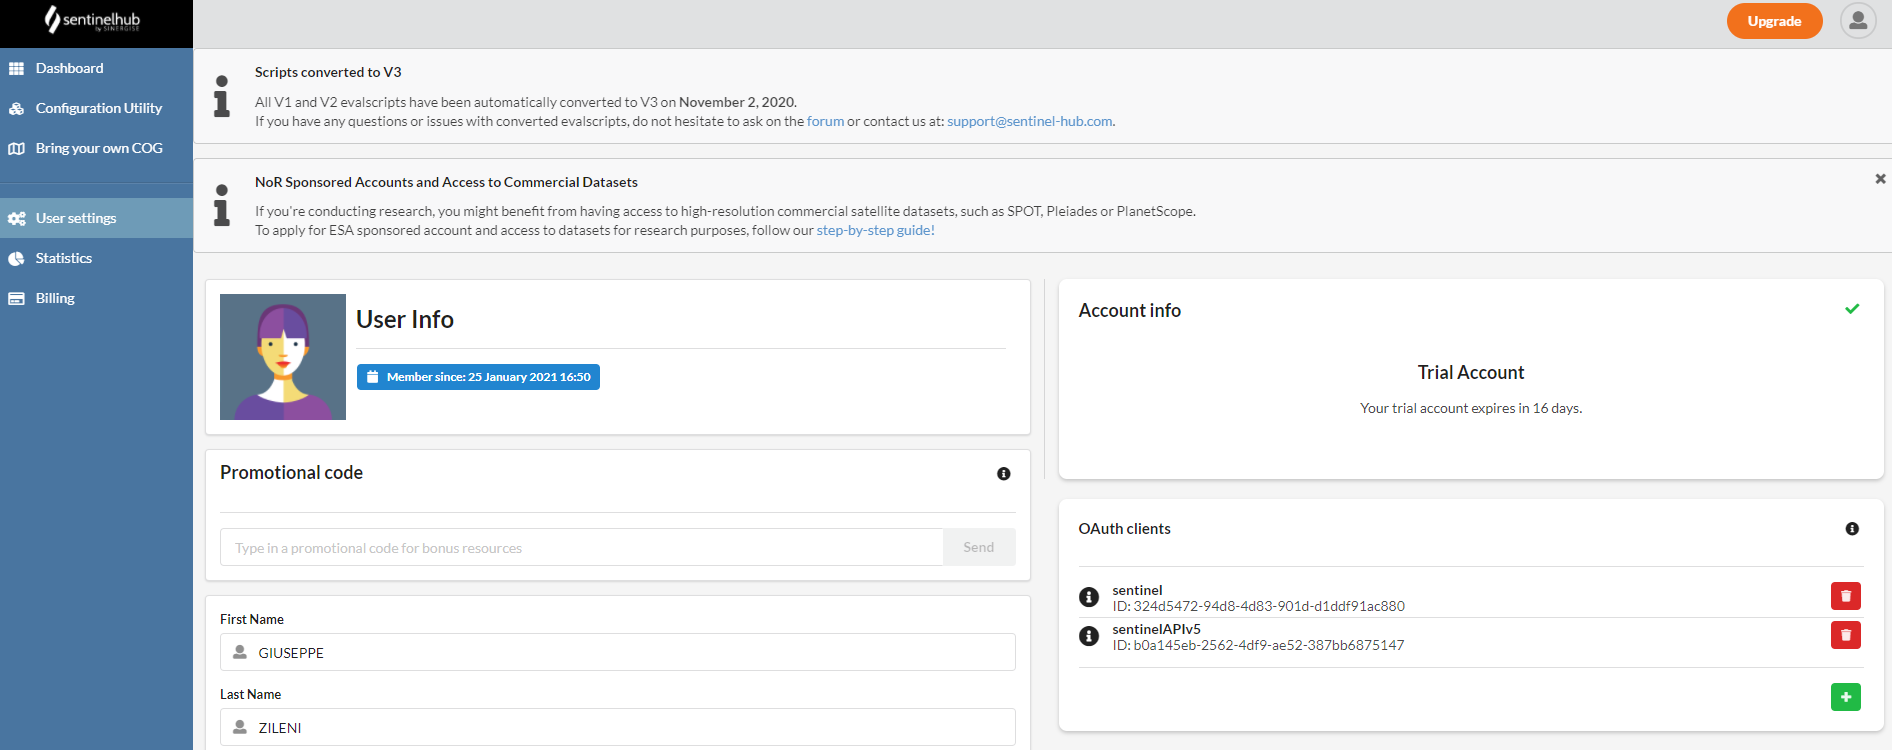 sentinelhub
by SINERGISE
Upgrade
Dashboard
Configuration Utility
Bring your own COG
User settings
Statistics
Billing
Scripts converted to V3
All V1 and V2 evalscripts have been automatically converted to V3 on November 2, 2020.
If you have any questions or issues with converted evalscripts, do not hesitate to ask on the forum or contact us at: support@sentinel-hub.com.
NoR Sponsored Accounts and Access to Commercial Datasets
If you're conducting research, you might benefit from having access to high-resolution commercial satellite datasets, such as SPOT, Pleiades or PlanetScope.
To apply for ESA sponsored account and access to datasets for research purposes, follow our step-by-step guide!
User Info
Member since: 25 January 2021 16:50
Promotional code
Type in a promotional code for bonus resources
Send
First Name
GIUSEPPE
Last Name
ZILENI
Account info
Trial Account
Your trial account expires in 16 days.
OAuth clients
sentinel
ID: 324d5472-94d8-4d83-901d-d1ddf91ac880
sentinelAPIv5
ID: b0a145eb-2562-4df9-ae52-387bb6875147